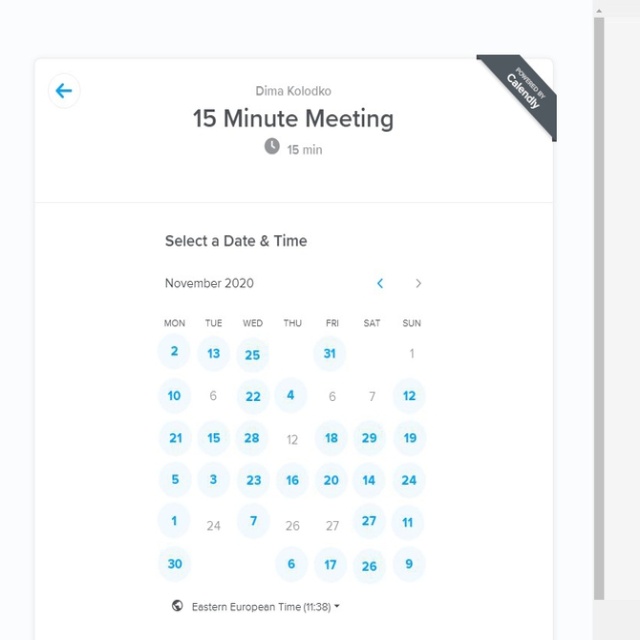 Dima Kolodko
15 Minute Meeting
15 min
POWERED BY
Calendly
Select a Date & Time
November 2020
MON TUE WED THU FRI SAT SUN
2 13 25 31 1
10 6 22 4 6 7 12
21 15 28 12 18 29 19
5 3 23 16 20 14 24
1 24 7 26 27 27 11
30 6 17 26 9
Eastern European Time (11:38)